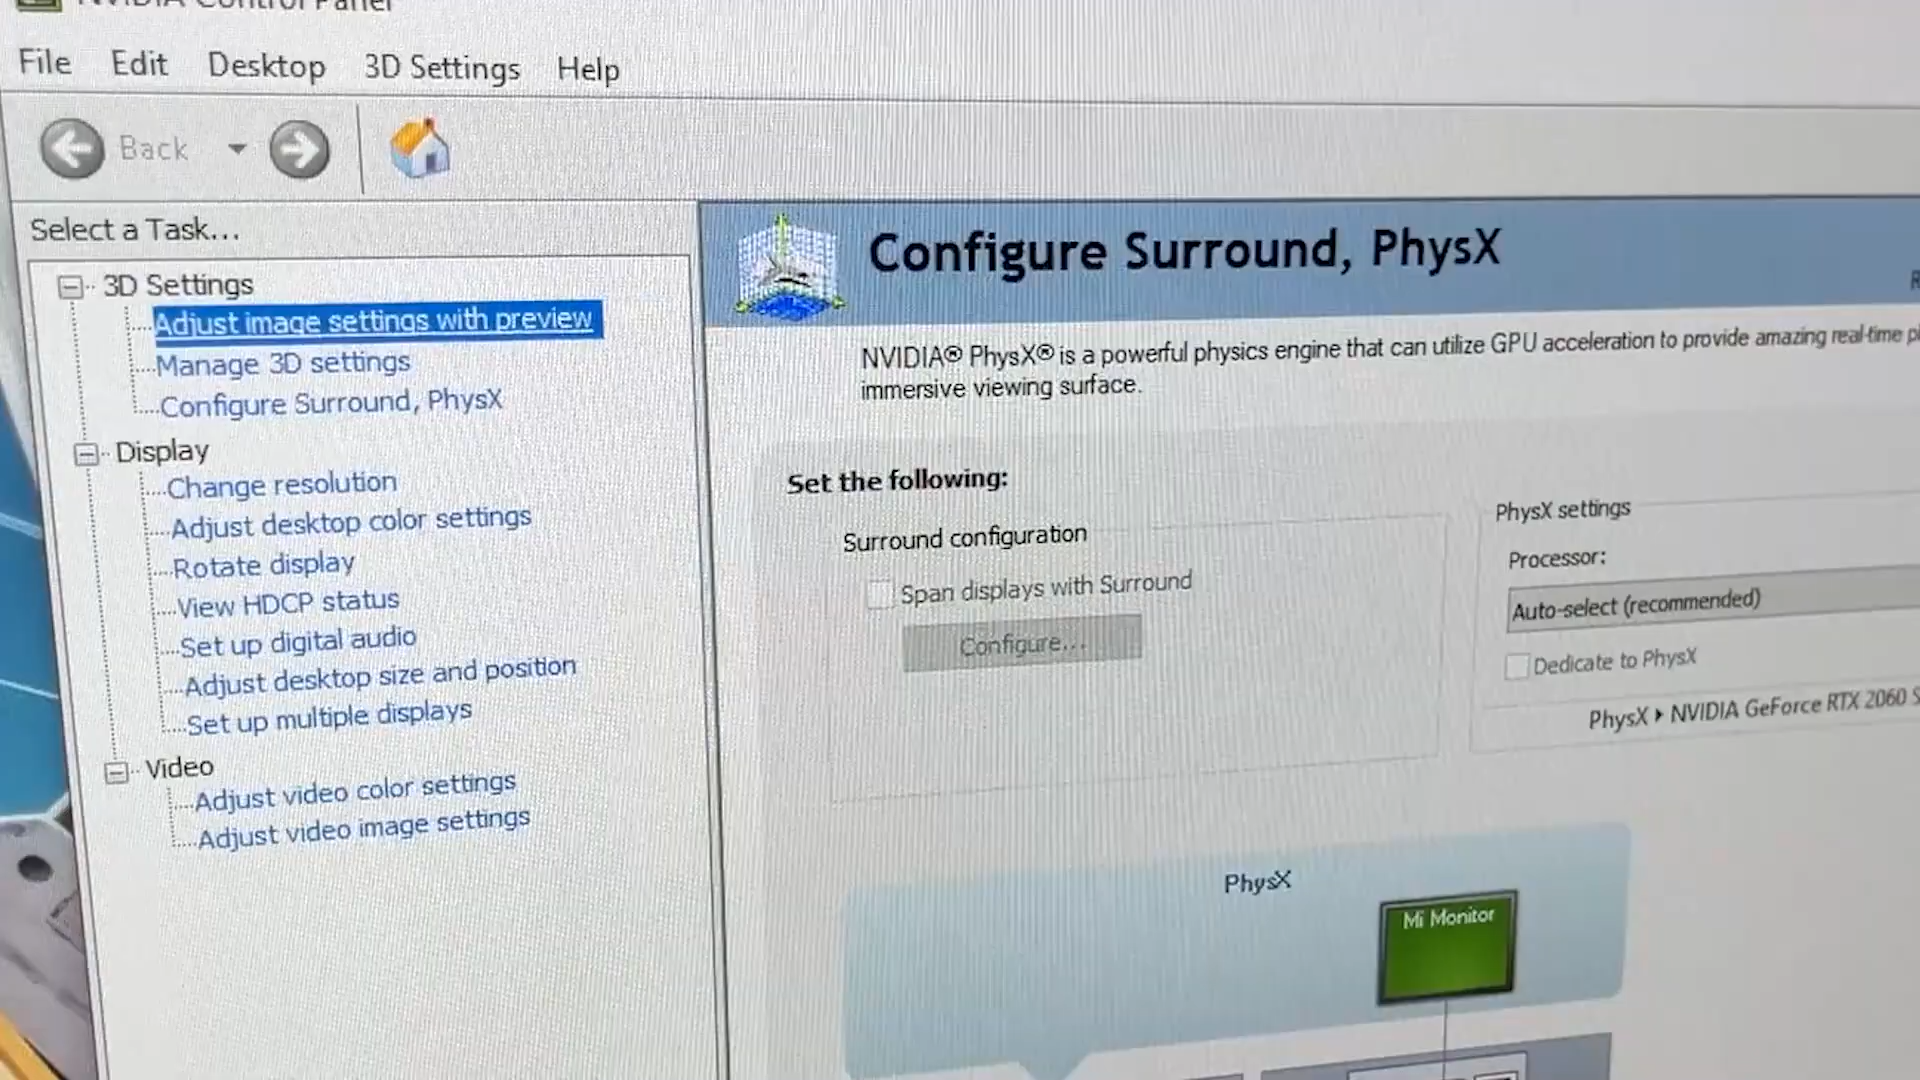 NVIDIA Control Panel
File Edit Desktop 3D Settings Help
Back
Select a Task...
3D Settings
Adjust image settings with preview
Manage 3D settings
Configure Surround, PhysX
Display
Change resolution
Adjust desktop color settings
Rotate display
View HDCP status
Set up digital audio
Adjust desktop size and position
Set up multiple displays
Video
Adjust video color settings
Adjust video image settings
Configure Surround, PhysX
NVIDIA® PhysX® is a powerful physics engine that can utilize GPU acceleration to provide amazing real-time
immersive viewing surface.
Set the following:
Surround configuration
Span displays with Surround
Configure...
PhysX settings
Processor:
Auto-select (recommended)
Dedicate to PhysX
PhysX NVIDIA GeForce RTX 2060 S
PhysX
Mi Monitor